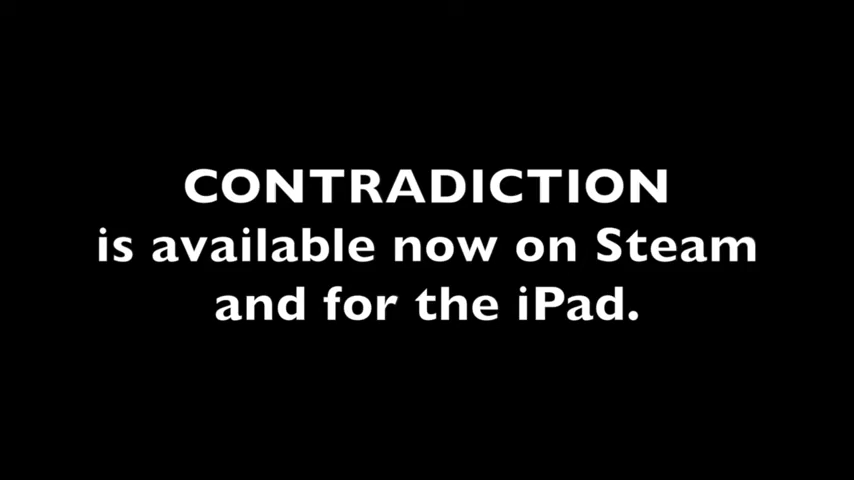 CONTRADICTION
is available now on Steam
and for the iPad.